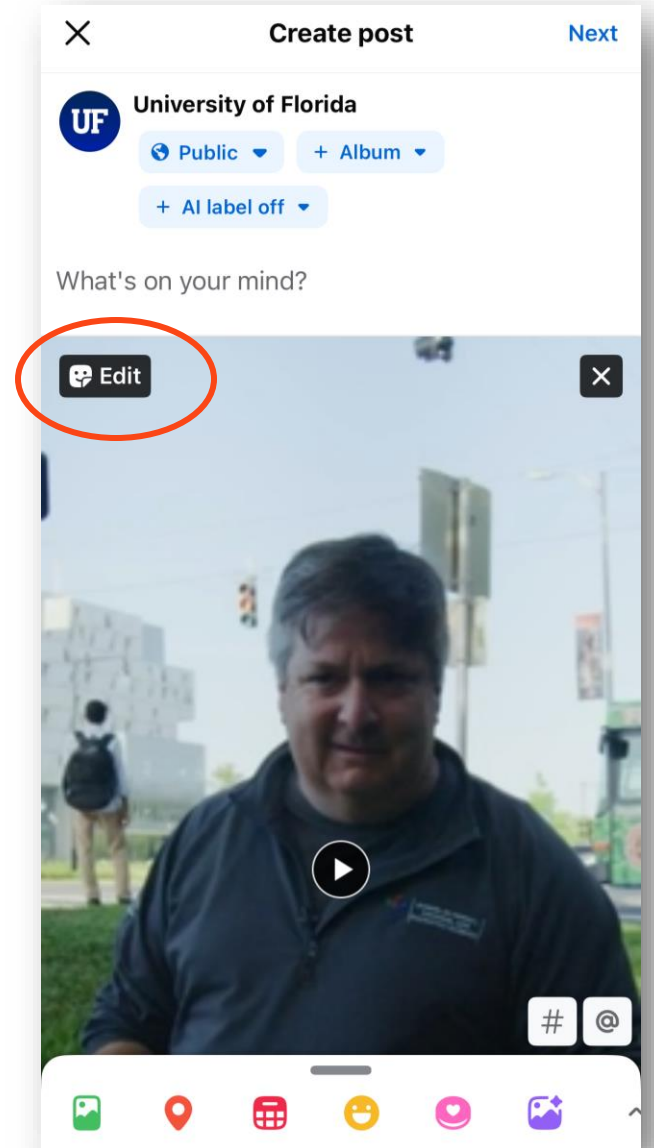 Create post
Next
UF
University of Florida
Public
+ Album
+ AI label off
What's on your mind?
Edit
# @